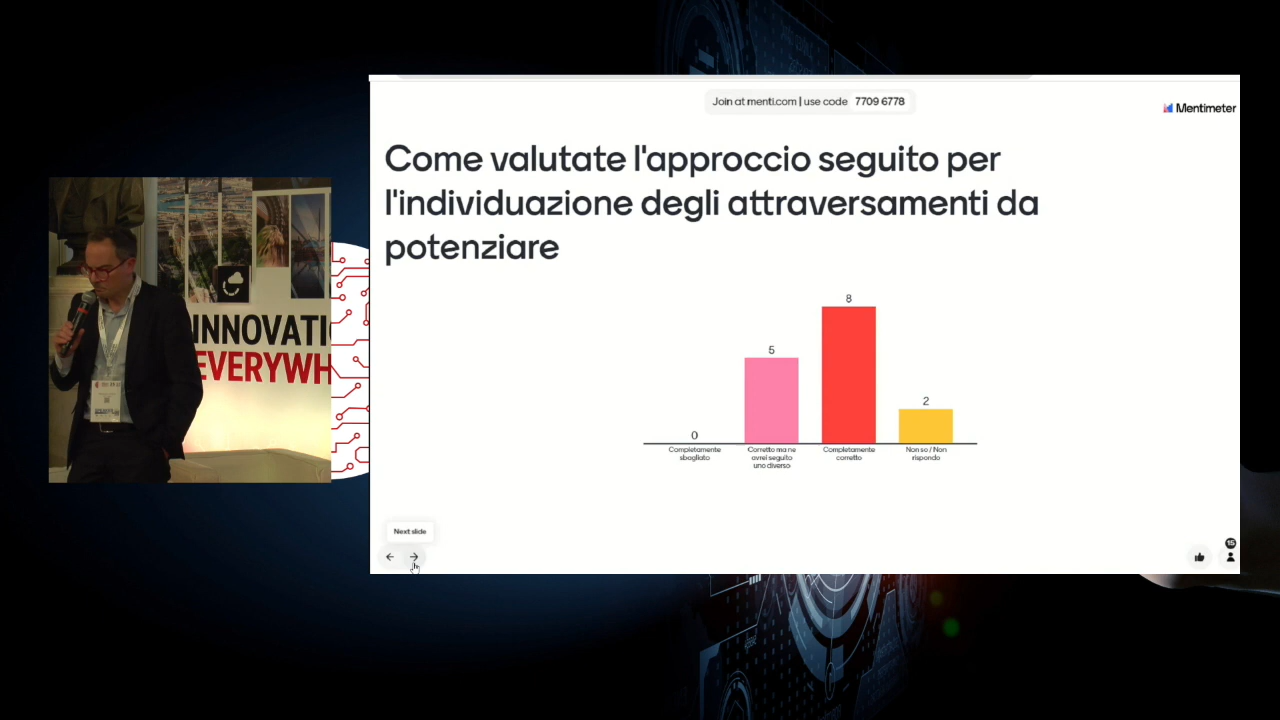 Join at menti.com | use code 7709 6778
Mentimeter
Come valutate l'approccio seguito per
l'individuazione degli attraversamenti da
potenziare
0
5
8
2
Completamente
sbagliato
Corretto ma ne
avrei seguito
uno diverso
Completamente
corretto
Non so / Non
rispondo
Next slide
15
INNOVATI
EVERYWH